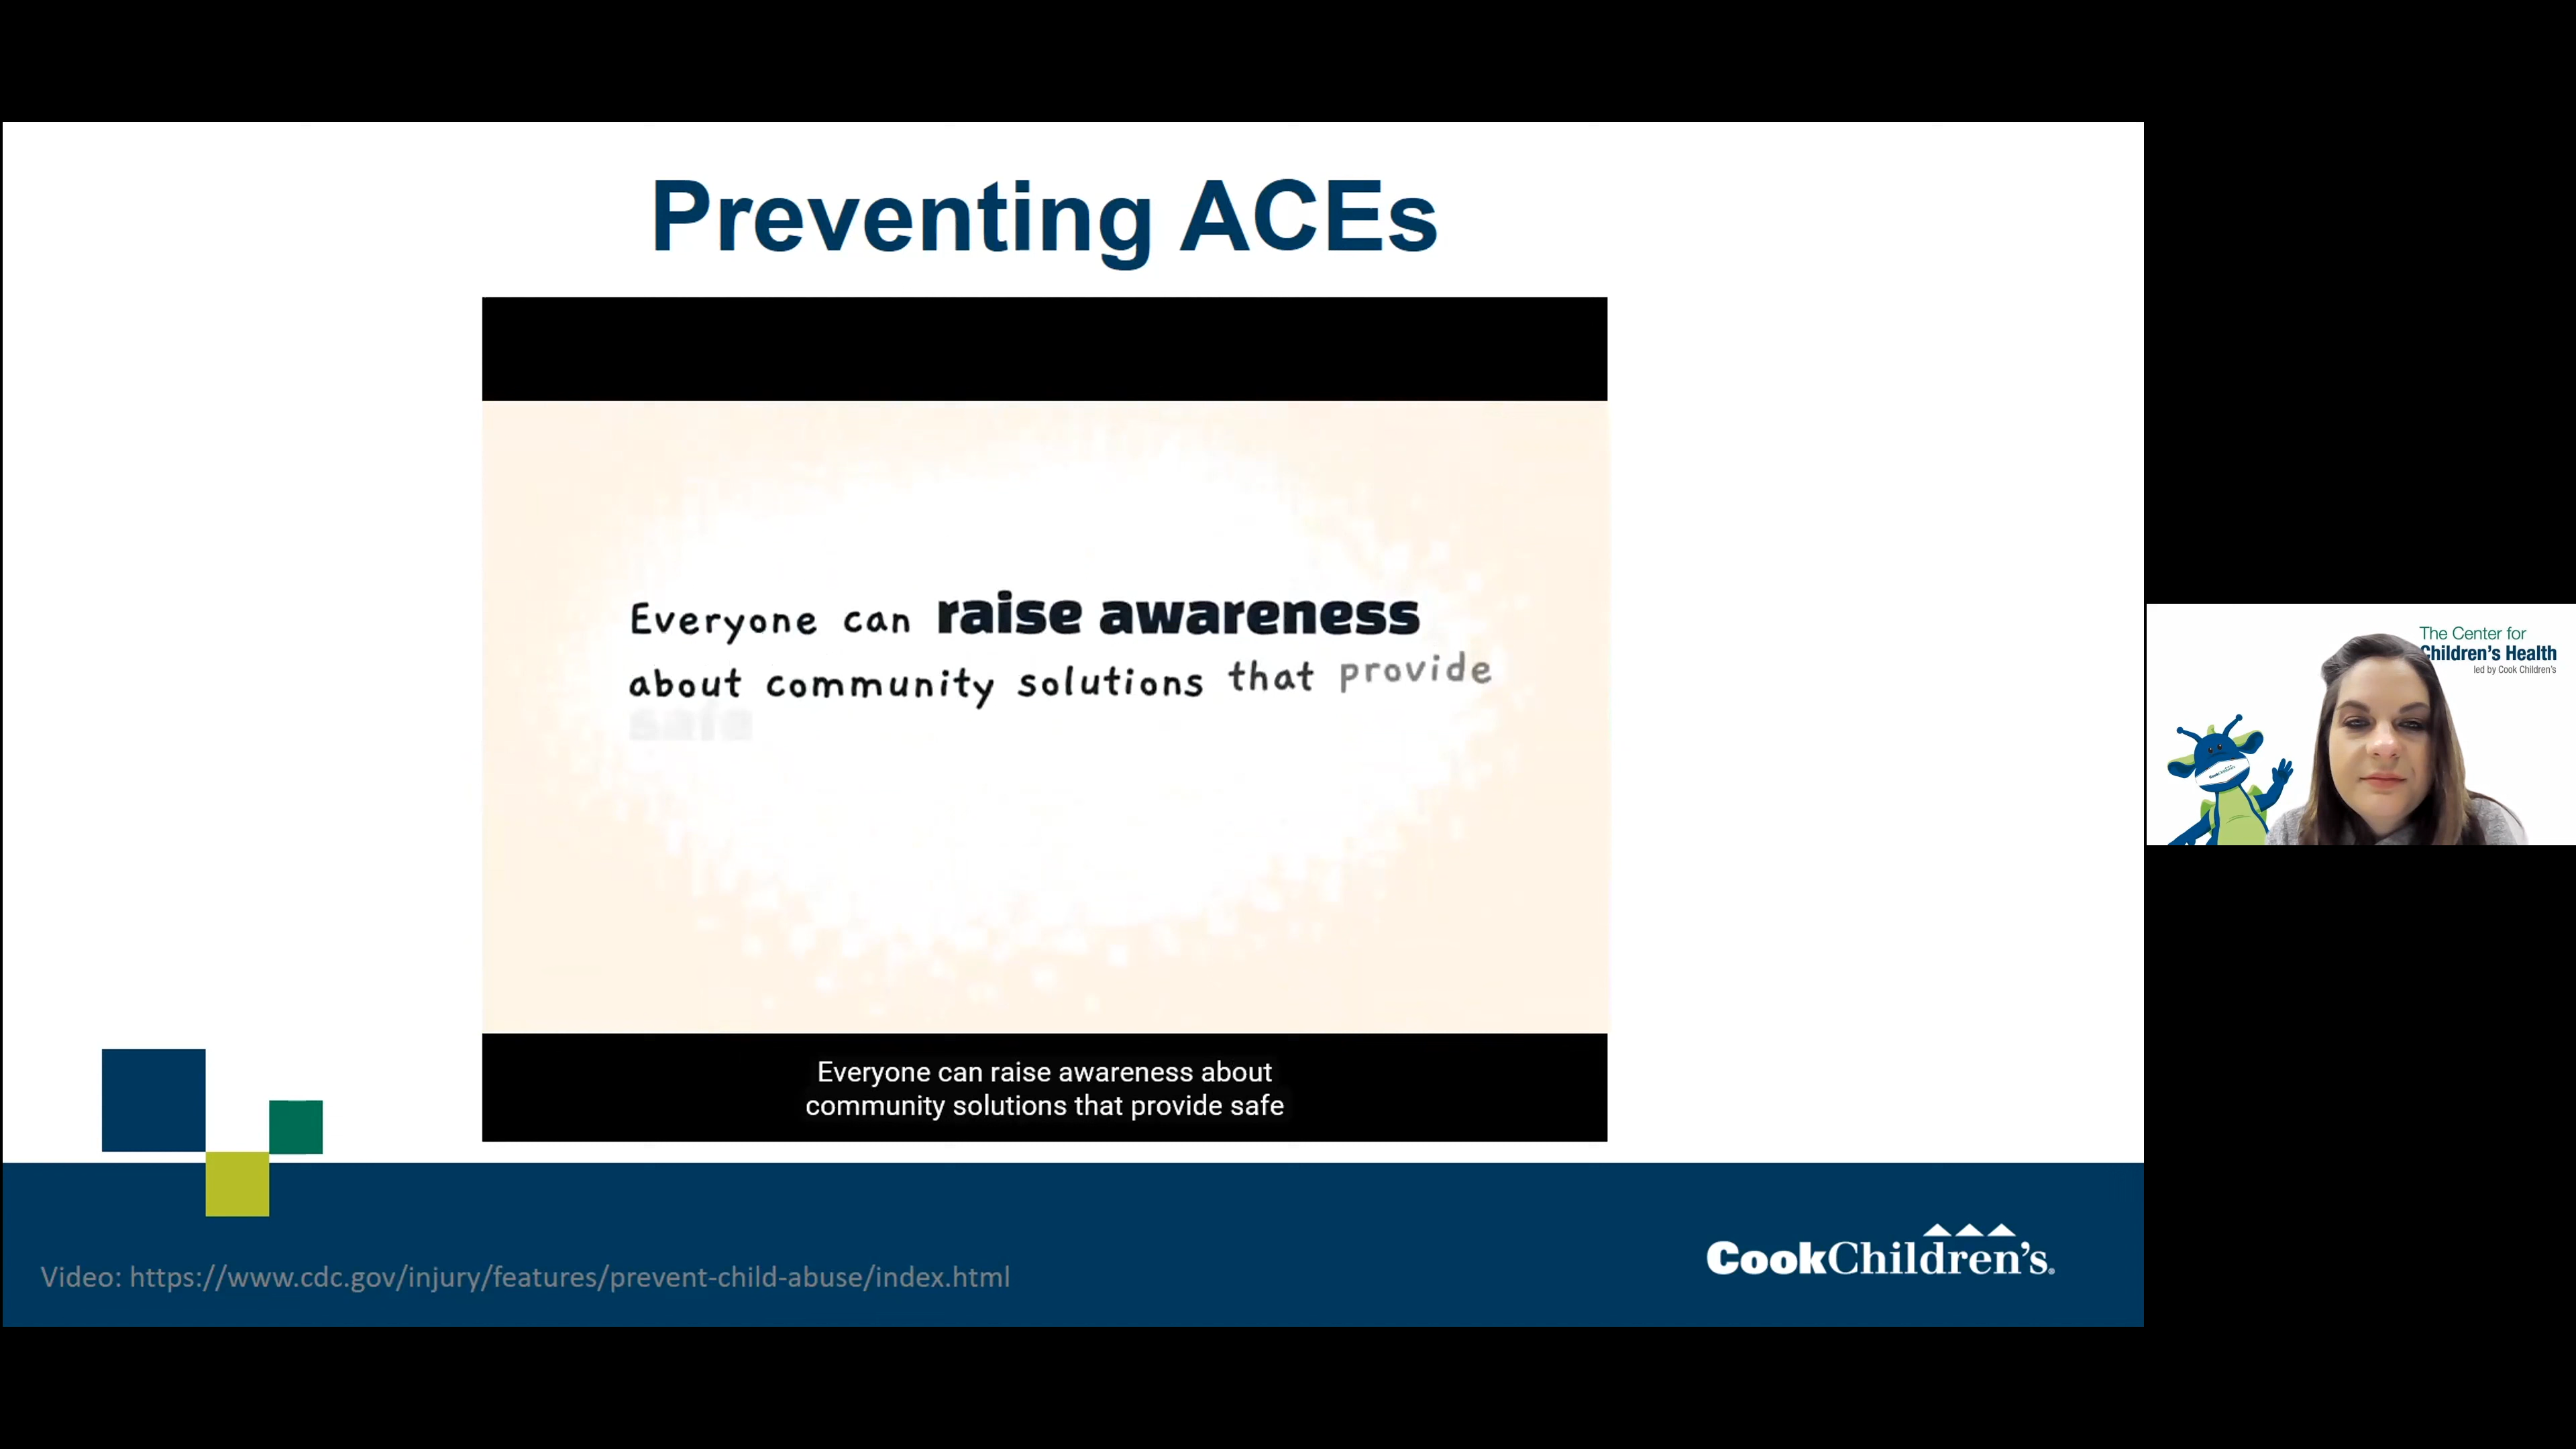 Preventing ACEs
Everyone can raise awareness
about community solutions that provide
safe
Everyone can raise awareness about
community solutions that provide safe
Video: https://www.cdc.gov/injury/features/prevent-child-abuse/index.html
CookChildren's.
The Center for
Children's Health
led by Cook Children's